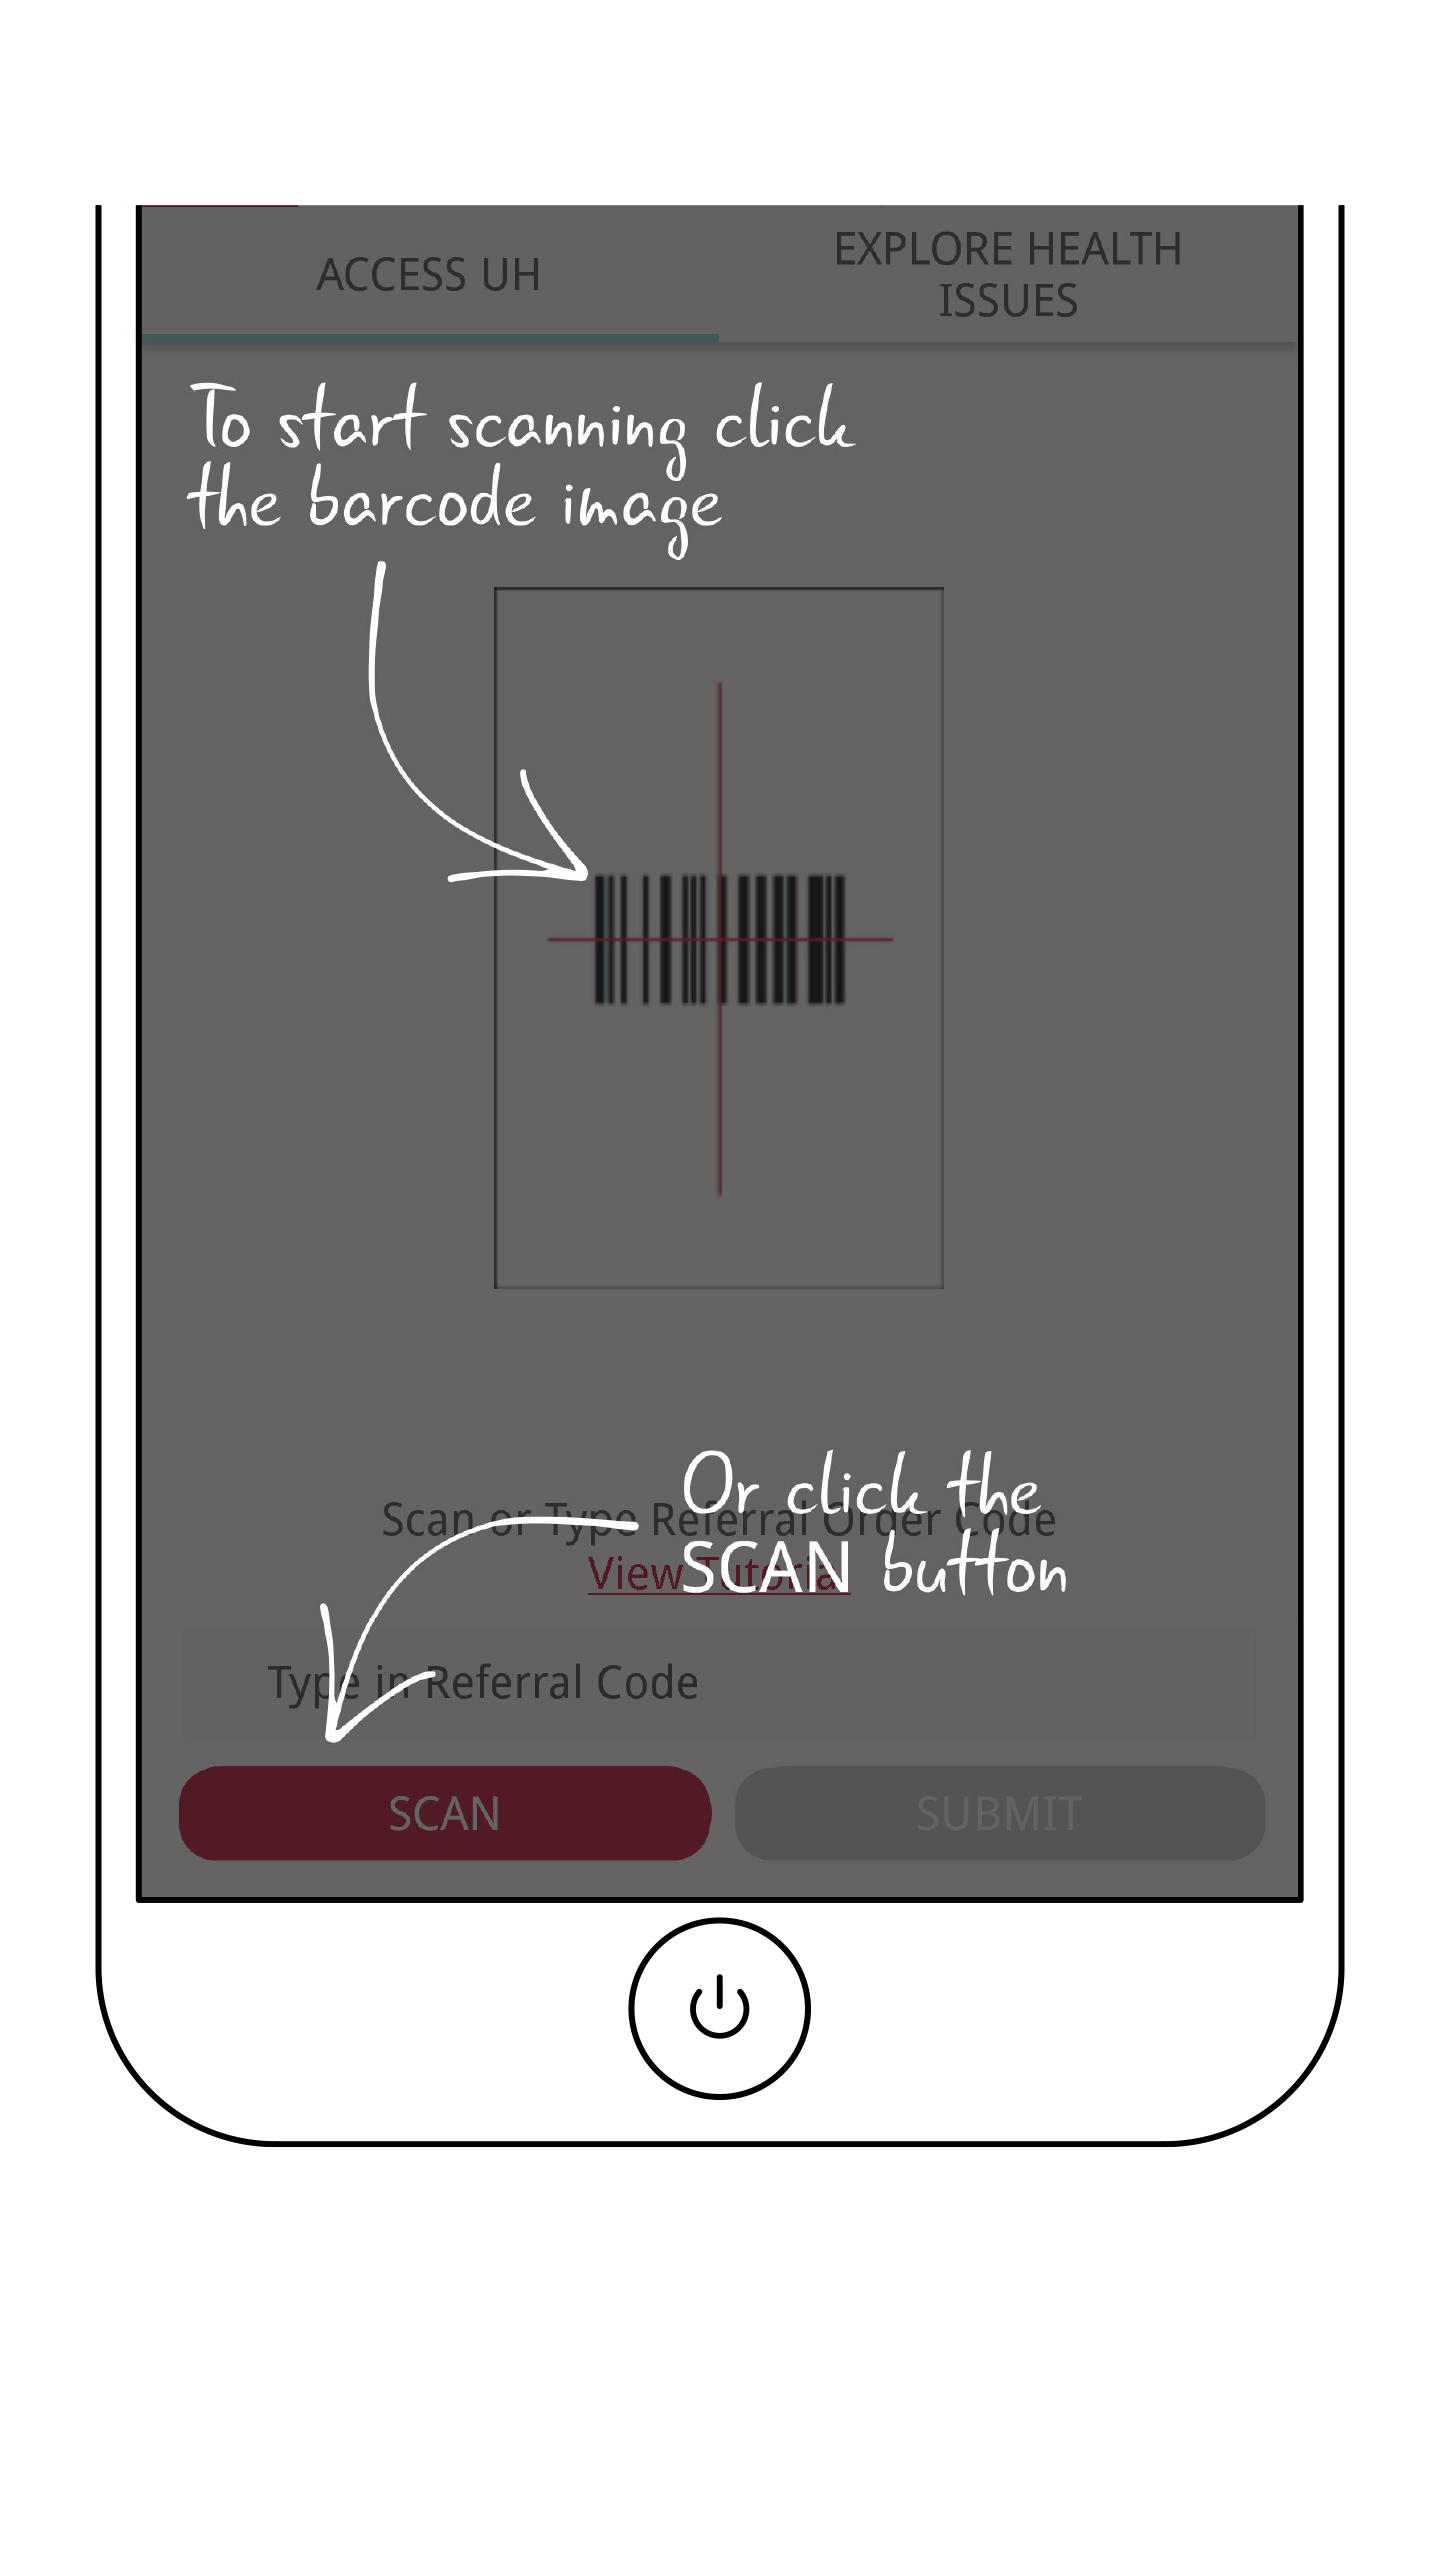 ACCESS UH
EXPLORE HEALTH
ISSUES
To start scanning click
the barcode image
Or click the
SCAN button
Scan or Type Referral Order Code
View Tutorial
Type in Referral Code
SCAN
SUBMIT